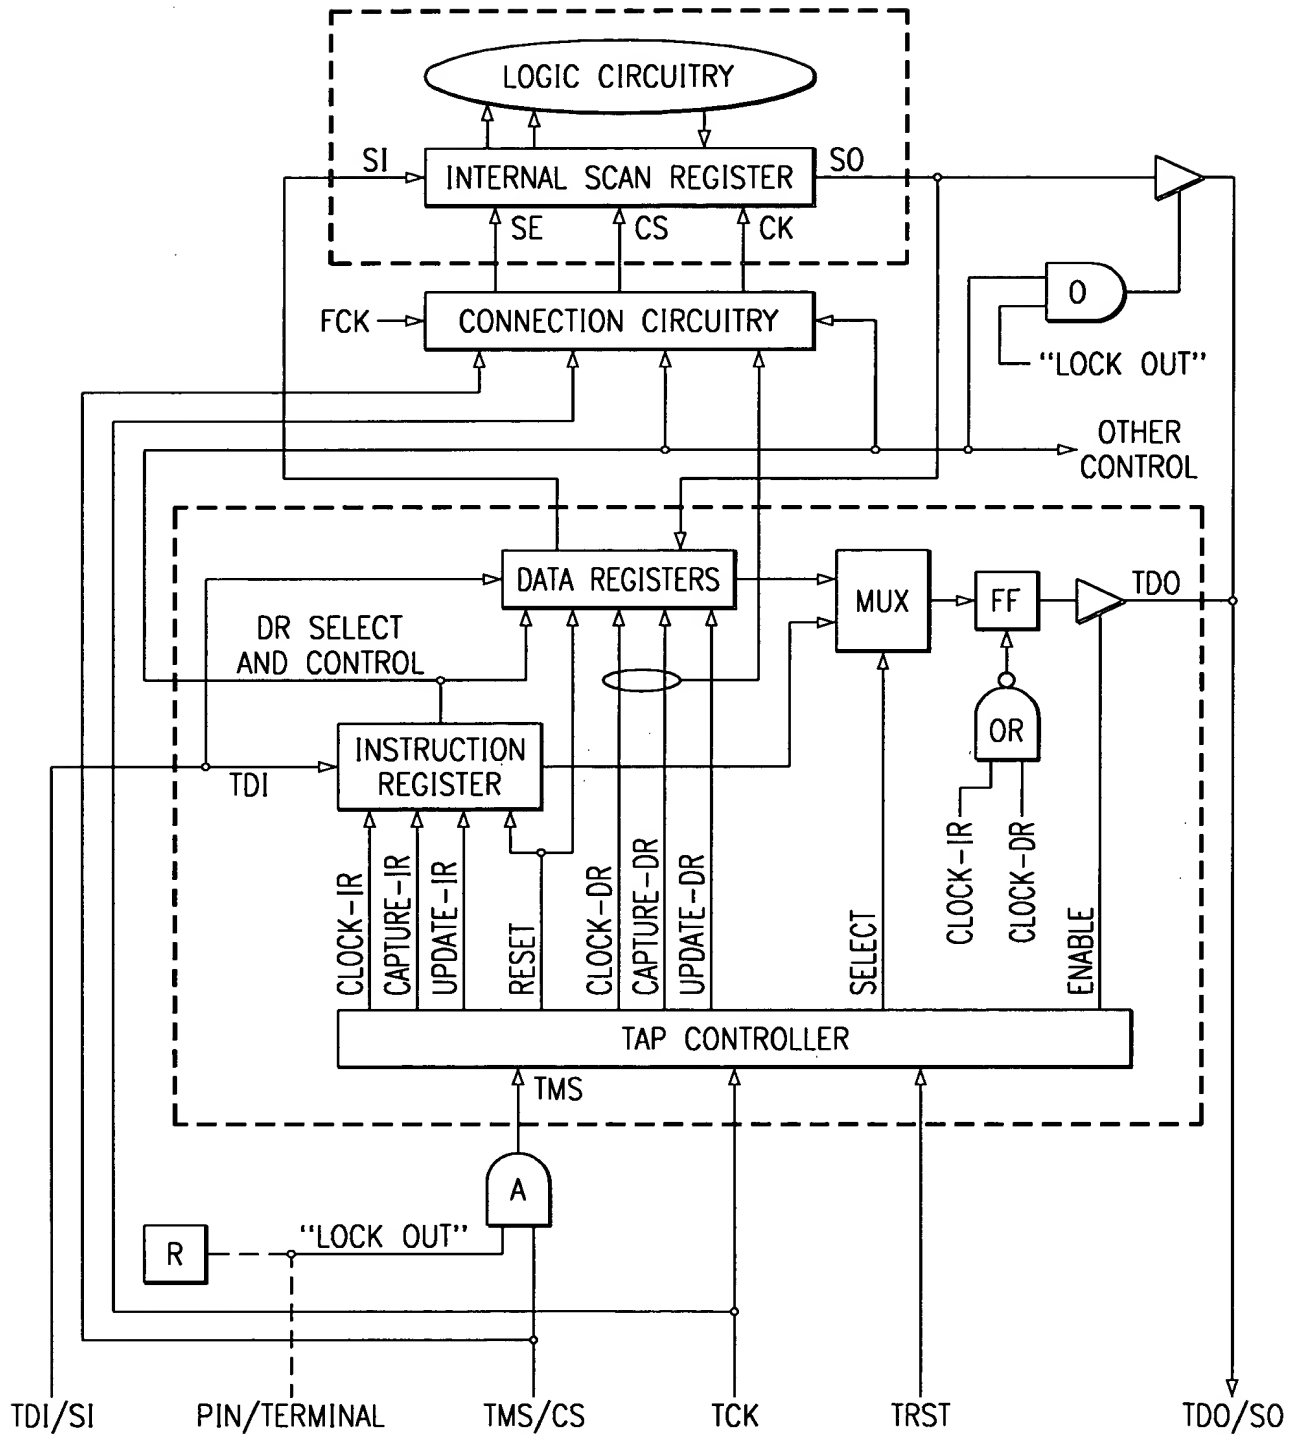 LOGIC CIRCUITRY
SI
INTERNAL SCAN REGISTER
SO
SE
CS
CK
FCK
CONNECTION CIRCUITRY
O
"LOCK OUT"
OTHER
CONTROL
DATA REGISTERS
MUX
FF
TDO
DR SELECT
AND CONTROL
OR
INSTRUCTION
REGISTER
TDI
CLOCK-IR
CAPTURE-IR
UPDATE-IR
RESET
CLOCK-DR
CAPTURE-DR
UPDATE-DR
SELECT
CLOCK-IR
CLOCK-DR
ENABLE
TAP CONTROLLER
TMS
A
R
"LOCK OUT"
TDI/SI
PIN/TERMINAL
TMS/CS
TCK
TRST
TDO/SO